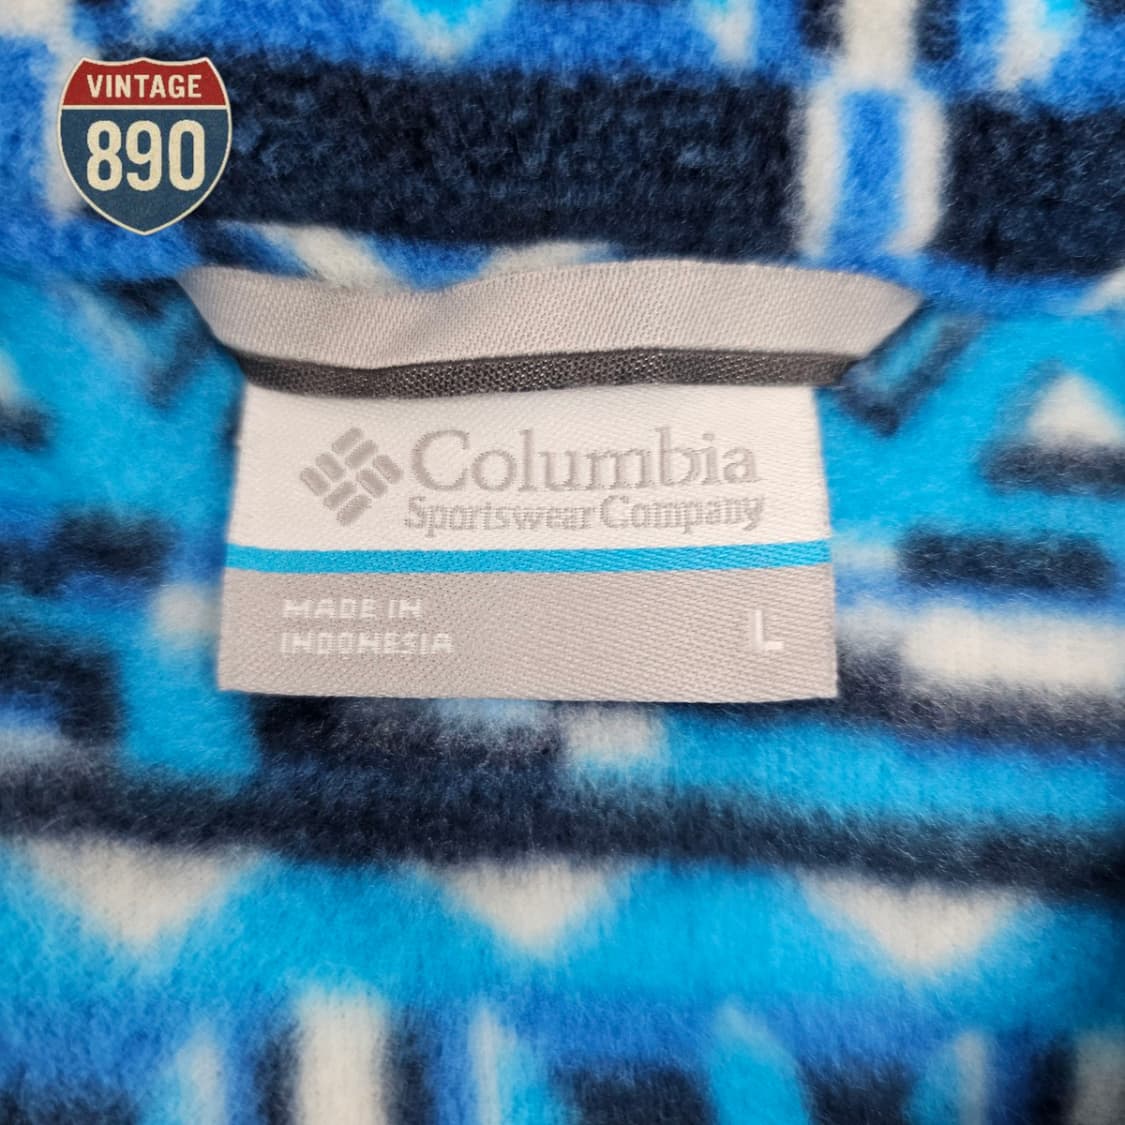 VINTAGE
890
Columbia
Sportswear Company
MADE IN
INDONESIA
L